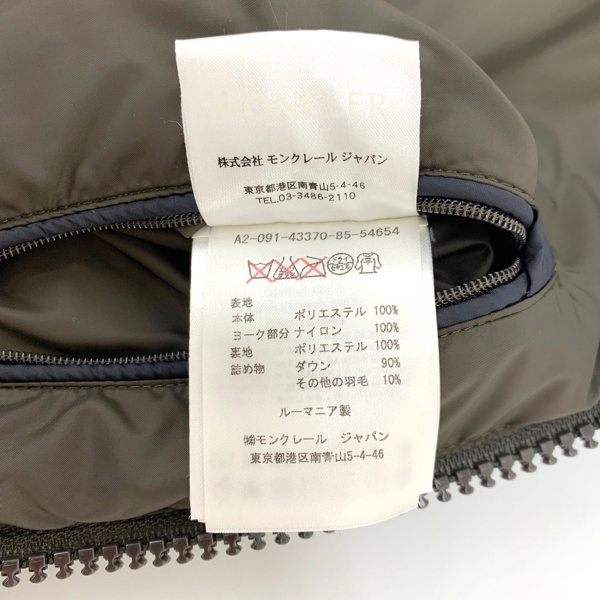 MONCLER
株式会社 モンクレール ジャパン
東京都港区南青山5-4-46
TEL.03-3486-2110
A2-091-43370-85-54654
ドライ
表地
本体 ポリエステル 100%
ヨーク部分 ナイロン 100%
裏地 ポリエステル 100%
詰め物 ダウン 90%
その他の羽毛 10%
ルーマニア製
㈱モンクレール ジャパン
東京都港区南青山5-4-46